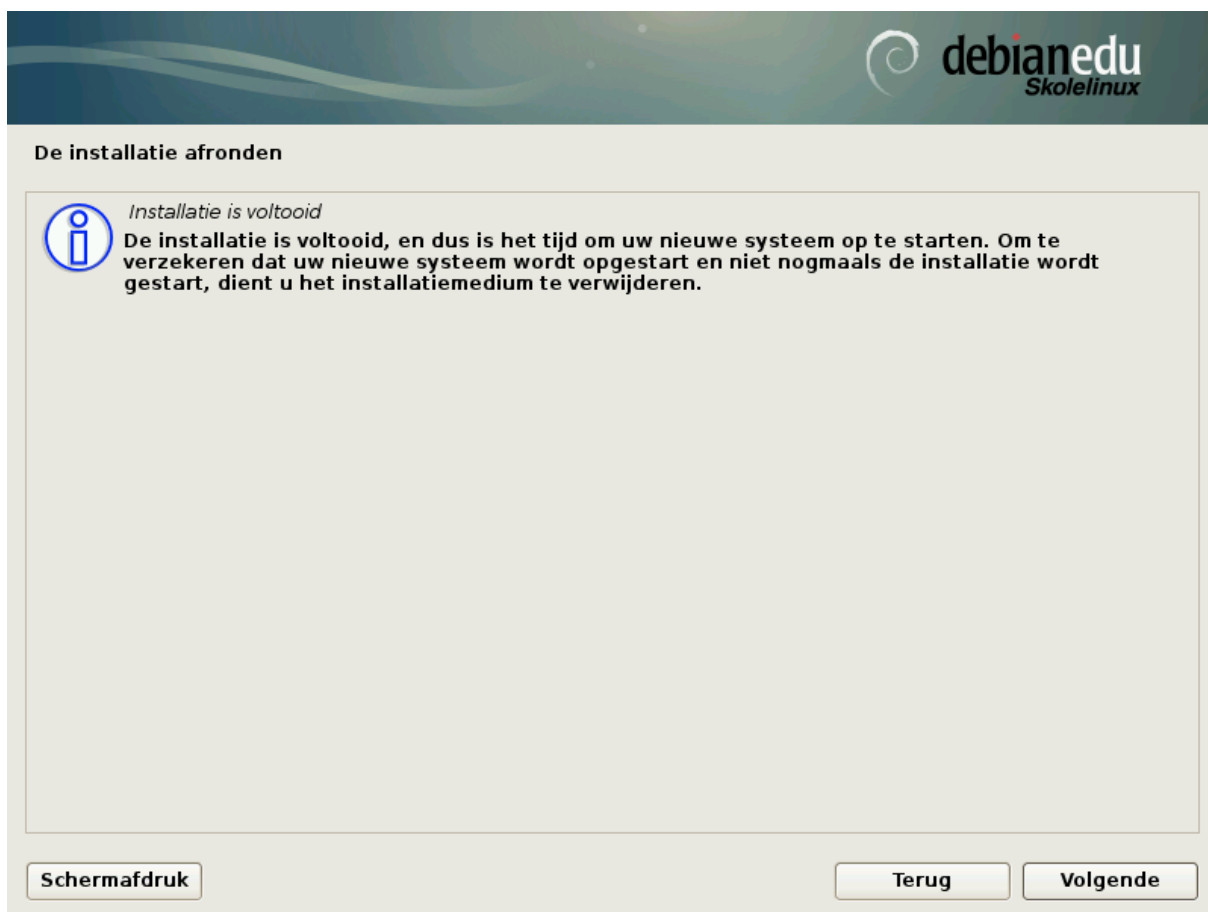 debianedu
Skolelinux
De installatie afronden
Installatie is voltooid
De installatie is voltooid, en dus is het tijd om uw nieuwe systeem op te starten. Om te
verzekeren dat uw nieuwe systeem wordt opgestart en niet nogmaals de installatie wordt
gestart, dient u het installatiemedium te verwijderen.
Schermafdruk
Terug
Volgende